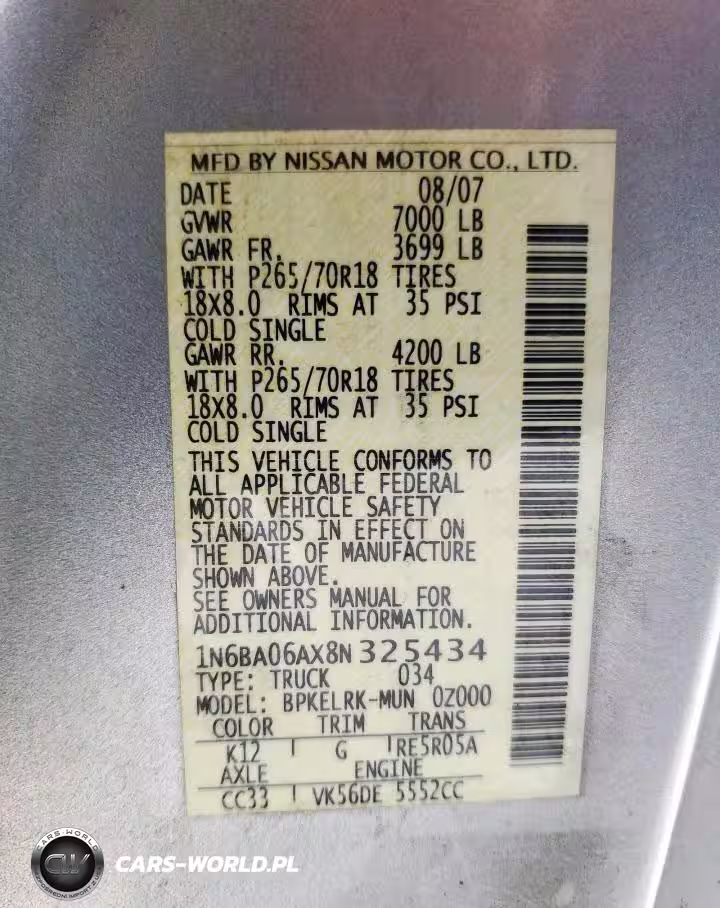 MFD BY NISSAN MOTOR CO., LTD.
DATE 08/07
GVWR 7000 LB
GAWR FR. 3699 LB
WITH P265/70R18 TIRES
18X8.0 RIMS AT 35 PSI
COLD SINGLE
GAWR RR. 4200 LB
WITH P265/70R18 TIRES
18X8.0 RIMS AT 35 PSI
COLD SINGLE
THIS VEHICLE CONFORMS TO
ALL APPLICABLE FEDERAL
MOTOR VEHICLE SAFETY
STANDARDS IN EFFECT ON
THE DATE OF MANUFACTURE
SHOWN ABOVE.
SEE OWNERS MANUAL FOR
ADDITIONAL INFORMATION.
1N6BA06AX8N325434
TYPE: TRUCK 034
MODEL: BPKELRK-MUN 0Z000
COLOR TRIM TRANS
K12 G RE5R05A
AXLE ENGINE
CC33 VK56DE 5552CC
CARS-WORLD
CW
CARS-WORLD.PL